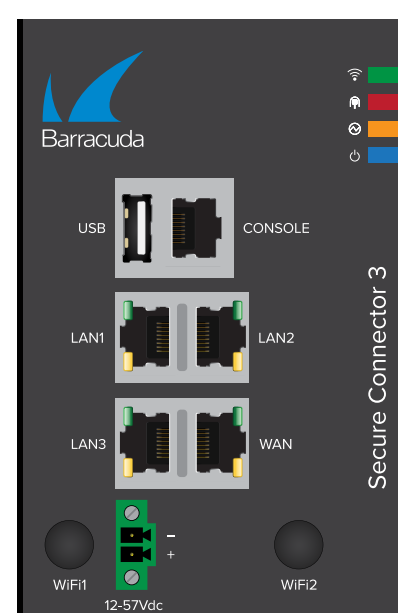 Barracuda
USB
CONSOLE
LAN1
LAN2
Secure Connector 3
LAN3
WAN
−
+
WiFi1
WiFi2
12-57Vdc